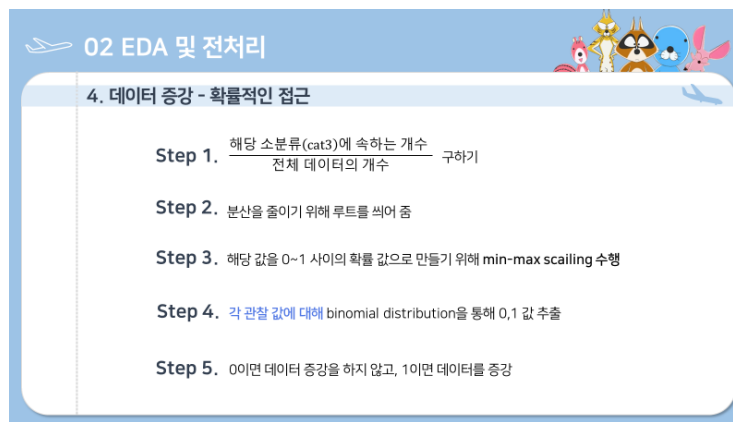 02 EDA 및 전처리
4. 데이터 증강 - 확률적인 접근
Step 1. 해당 소분류(cat3)에 속하는 개수
전체 데이터의 개수 구하기
Step 2. 분산을 줄이기 위해 루트를 씌어 줌
Step 3. 해당 값을 0~1 사이의 확률 값으로 만들기 위해 min-max scailing 수행
Step 4. 각 관찰 값에 대해 binomial distribution을 통해 0,1 값 추출
Step 5. 0이면 데이터 증강을 하지 않고, 1이면 데이터를 증강